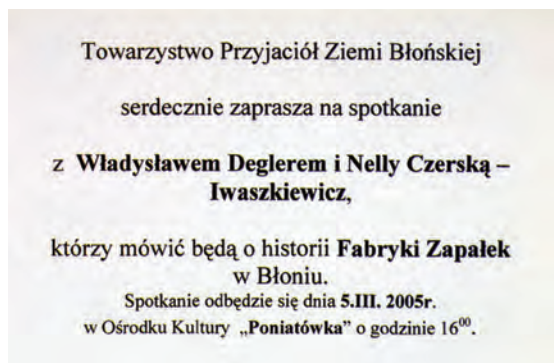 Towarzystwo Przyjaciół Ziemi Błońskiej
serdecznie zaprasza na spotkanie
z Władysławem Deglerem i Nelly Czerską –
Iwaszkiewicz,
którzy mówić będą o historii Fabryki Zapałek
w Błoniu.
Spotkanie odbędzie się dnia 5.III. 2005r.
w Ośrodku Kultury „Poniatówka” o godzinie 16⁰⁰.